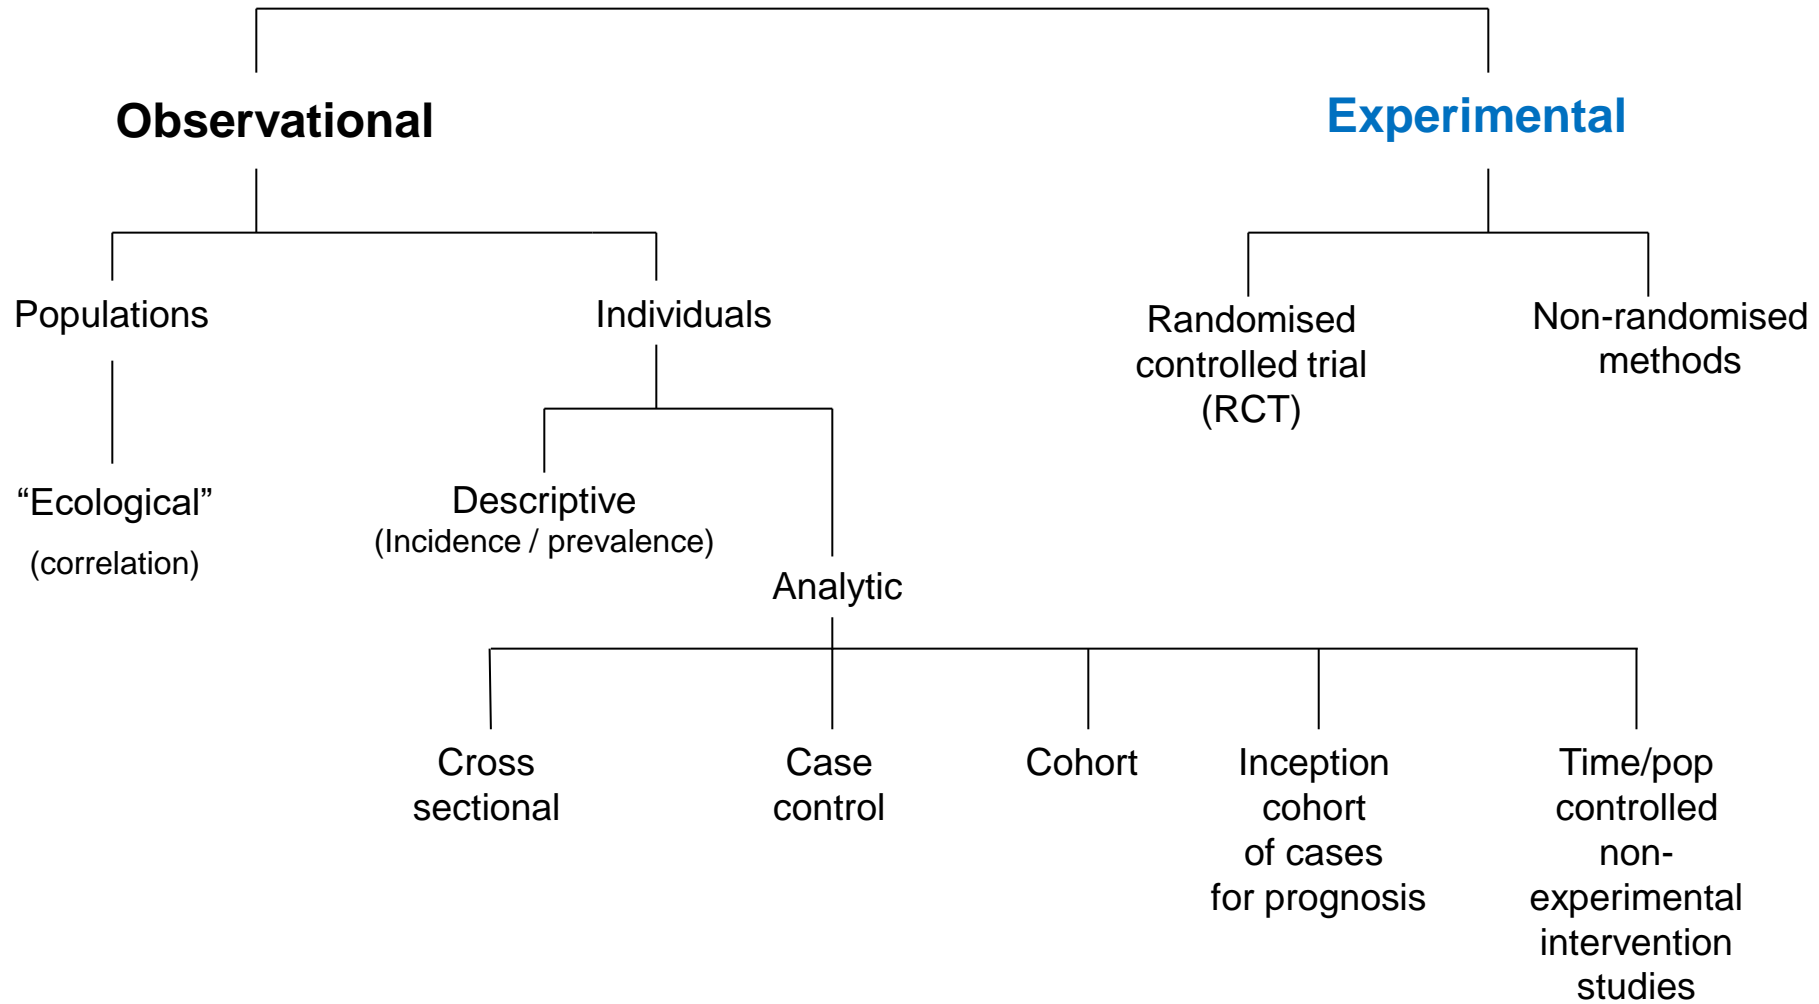 Observational
Experimental
Populations
Individuals
Randomised
controlled trial
(RCT)
Non-randomised
methods
“Ecological”
(correlation)
Descriptive
(Incidence / prevalence)
Analytic
Cross
sectional
Case
control
Cohort
Inception
cohort
of cases
for prognosis
Time/pop
controlled
non-
experimental
intervention
studies